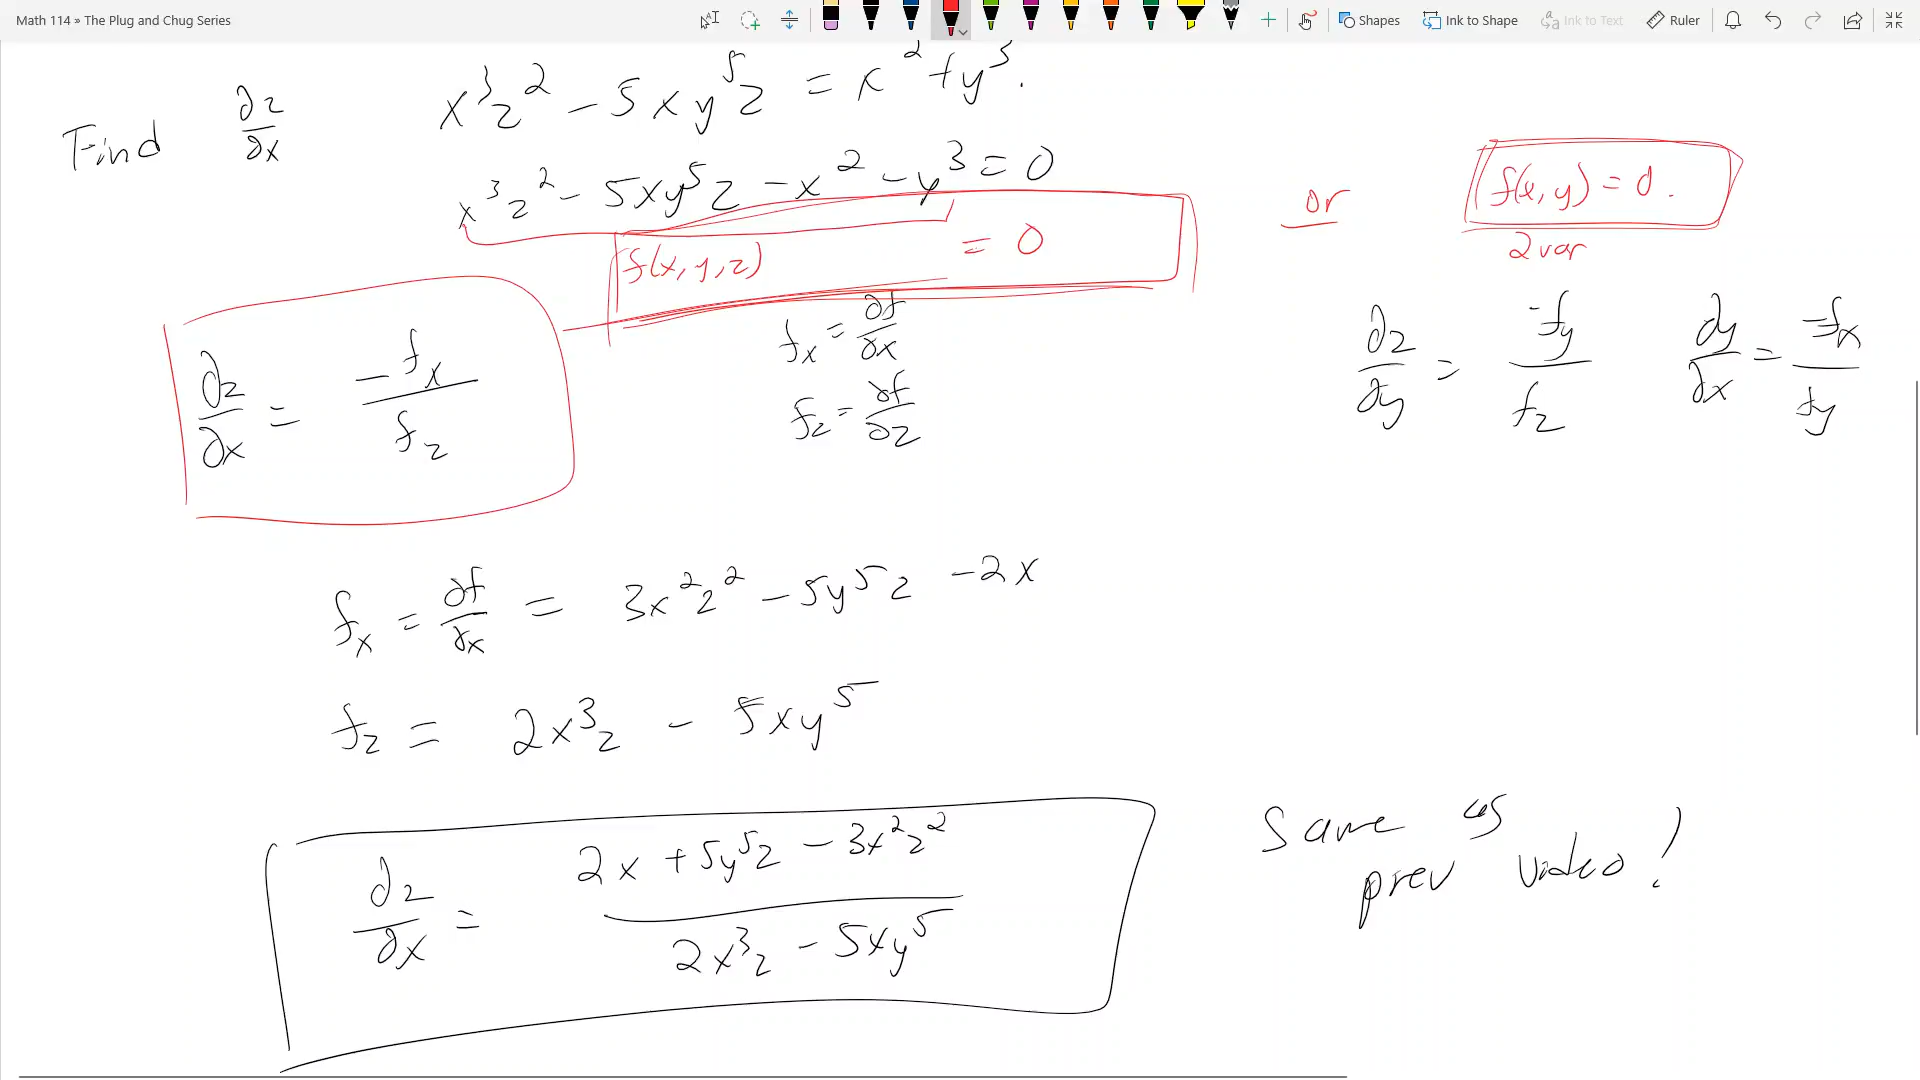 Math 114 » The Plug and Chug Series
Shapes
Ink to Shape
Ink to Text
Ruler
Find ∂z/∂x x³z² - 5xy⁵z = x² + y³.
x³z² - 5xy⁵z - x² - y³ = 0
f(x,y,z) = 0
or
f(x,y) = 0.
2 var
∂z/∂x = -fx/fz
fx = ∂f/∂x
fz = ∂f/∂z
∂z/∂y = -fy/fz
∂y/∂x = -fx/fy
fx = ∂f/∂x = 3x²z² - 5y⁵z - 2x
fz = 2x³z - 5xy⁵
∂z/∂x = (2x + 5y⁵z - 3x²z²)/(2x³z - 5xy⁵)
Same as
prev video!